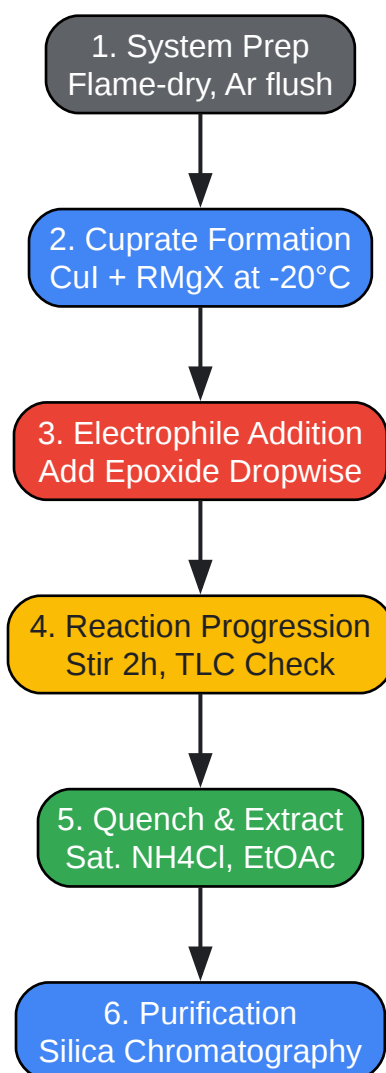 1. System Prep
Flame-dry, Ar flush
2. Cuprate Formation
CuI + RMgX at -20°C
3. Electrophile Addition
Add Epoxide Dropwise
4. Reaction Progression
Stir 2h, TLC Check
5. Quench & Extract
Sat. NH4Cl, EtOAc
6. Purification
Silica Chromatography